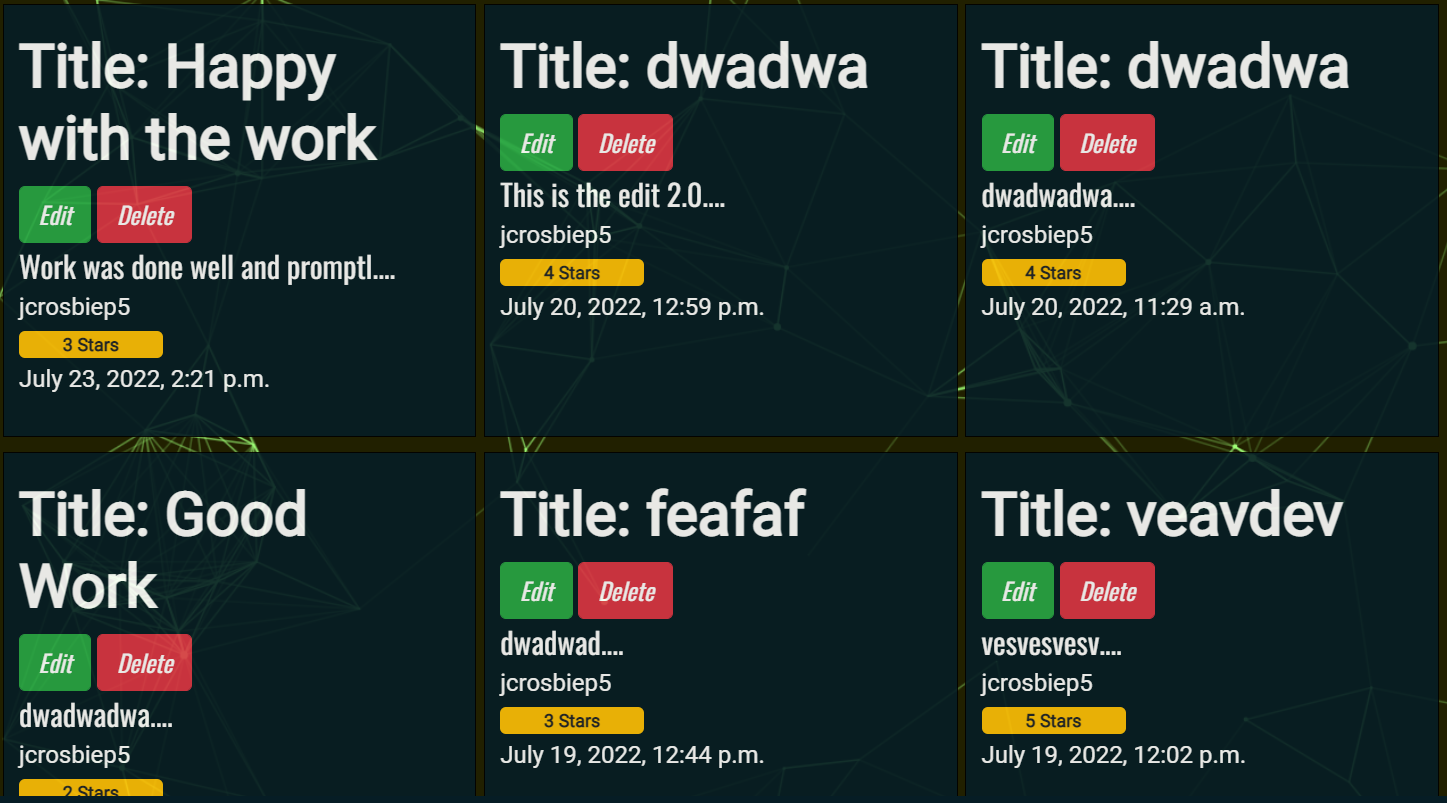 Title: Happy
with the work
Edit Delete
Work was done well and promptl....
jcrosbiep5
3 Stars
July 23, 2022, 2:21 p.m.
Title: dwadwa
Edit Delete
This is the edit 2.0....
jcrosbiep5
4 Stars
July 20, 2022, 12:59 p.m.
Title: dwadwa
Edit Delete
dwadwadwa....
jcrosbiep5
4 Stars
July 20, 2022, 11:29 a.m.
Title: Good
Work
Edit Delete
dwadwadwa....
jcrosbiep5
2 Stars
Title: feafaf
Edit Delete
dwadwad....
jcrosbiep5
3 Stars
July 19, 2022, 12:44 p.m.
Title: veavdev
Edit Delete
vesvesvesv....
jcrosbiep5
5 Stars
July 19, 2022, 12:02 p.m.